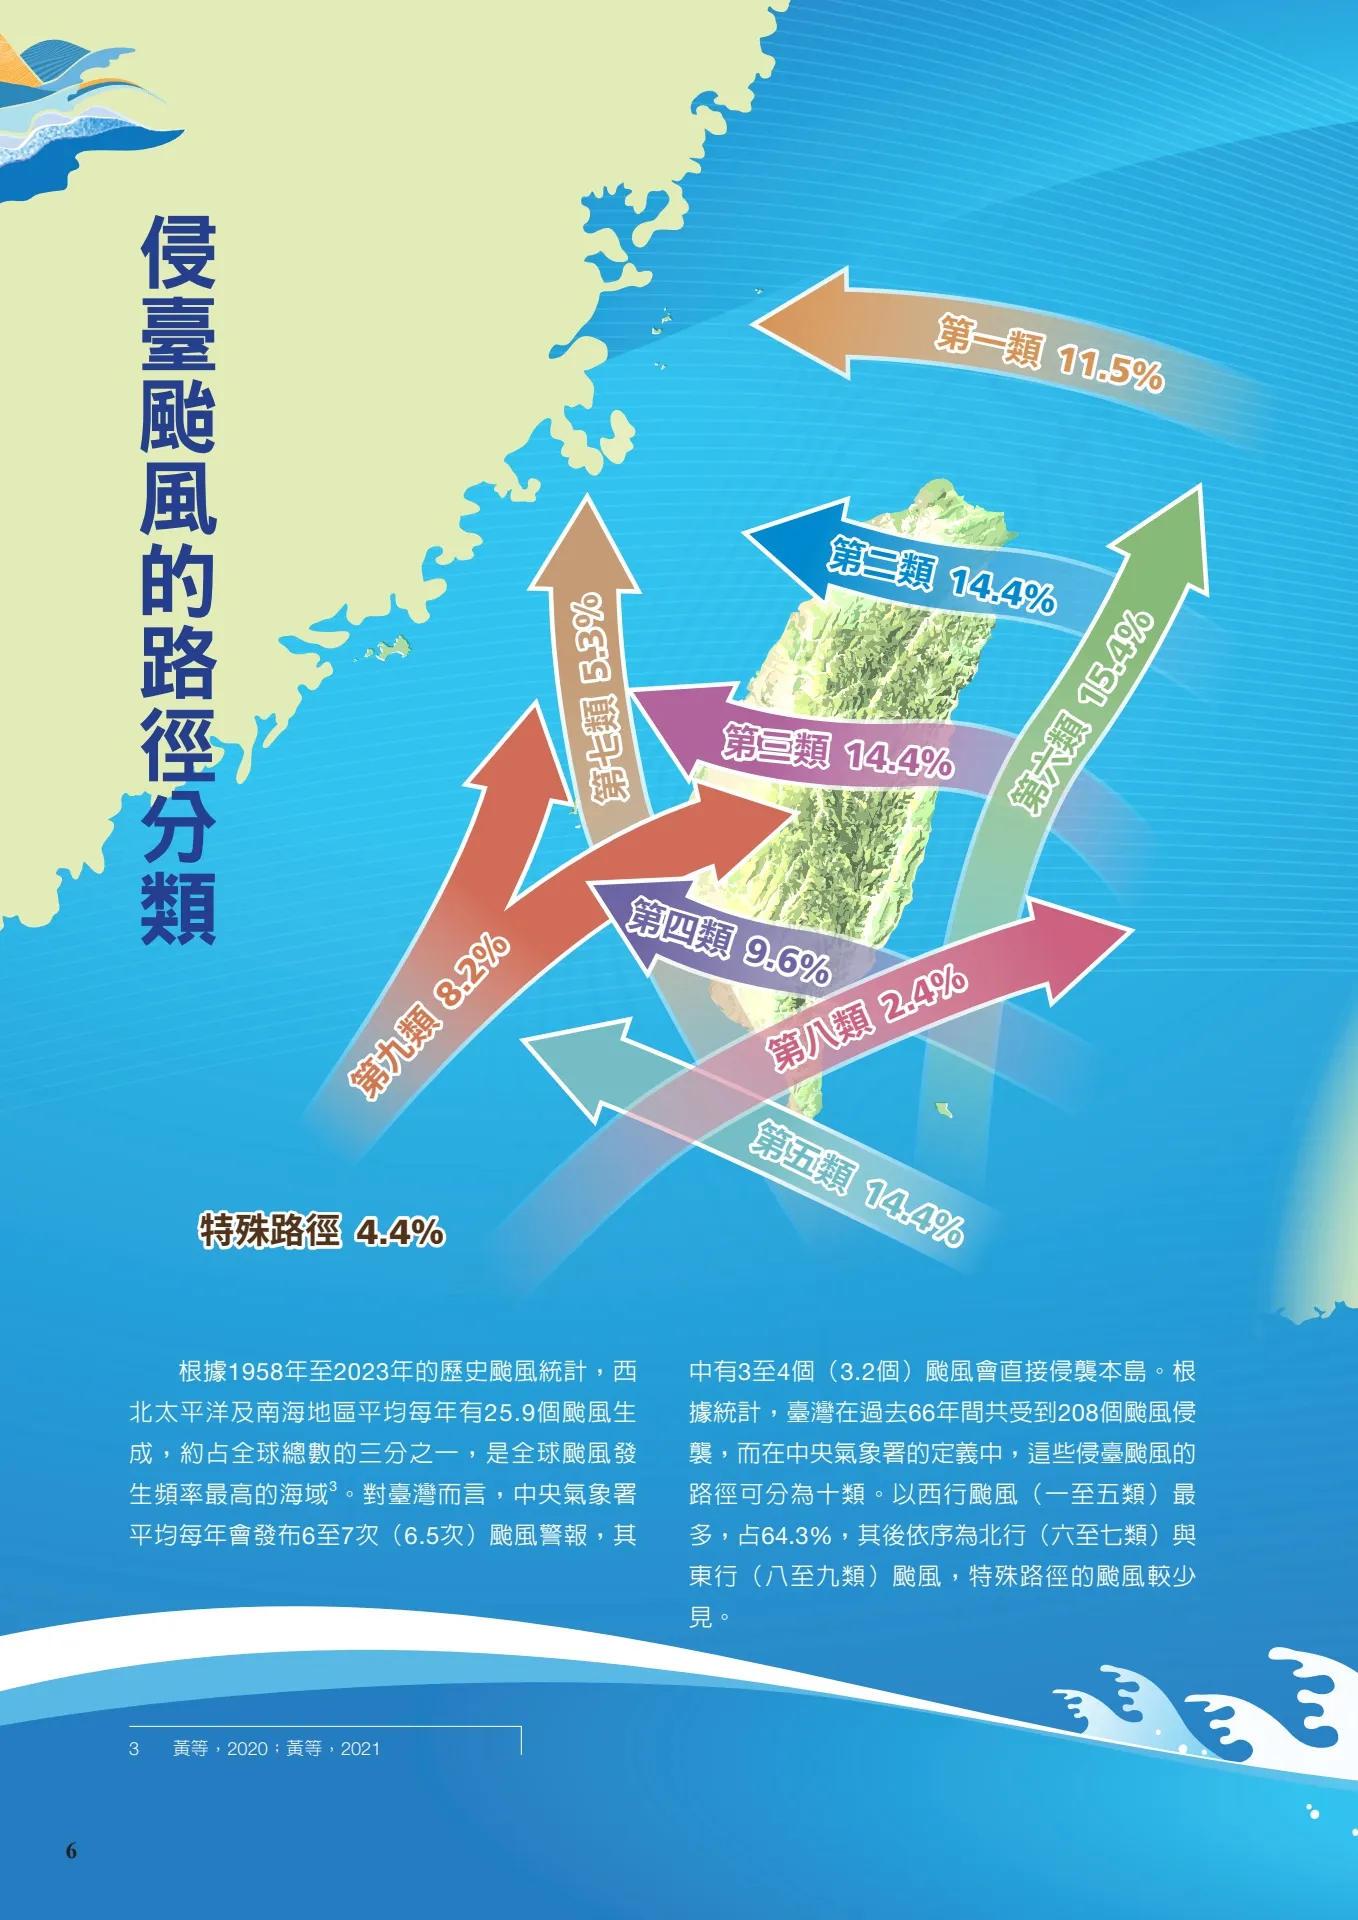 侵臺颱風的路徑分類
第一類 11.5%
第二類 14.4%
第三類 14.4%
第四類 9.6%
第五類 14.4%
第六類 15.4%
第七類 5.3%
第八類 2.4%
第九類 8.2%
特殊路徑 4.4%
根據1958年至2023年的歷史颱風統計，西
北太平洋及南海地區平均每年有25.9個颱風生
成，約占全球總數的三分之一，是全球颱風發
生頻率最高的海域3。對臺灣而言，中央氣象署
平均每年會發布6至7次（6.5次）颱風警報，其
中有3至4個（3.2個）颱風會直接侵襲本島。根
據統計，臺灣在過去66年間共受到208個颱風侵
襲，而在中央氣象署的定義中，這些侵臺颱風的
路徑可分為十類。以西行颱風（一至五類）最
多，占64.3%，其後依序為北行（六至七類）與
東行（八至九類）颱風，特殊路徑的颱風較少
見。
3 黃等，2020；黃等，2021
6